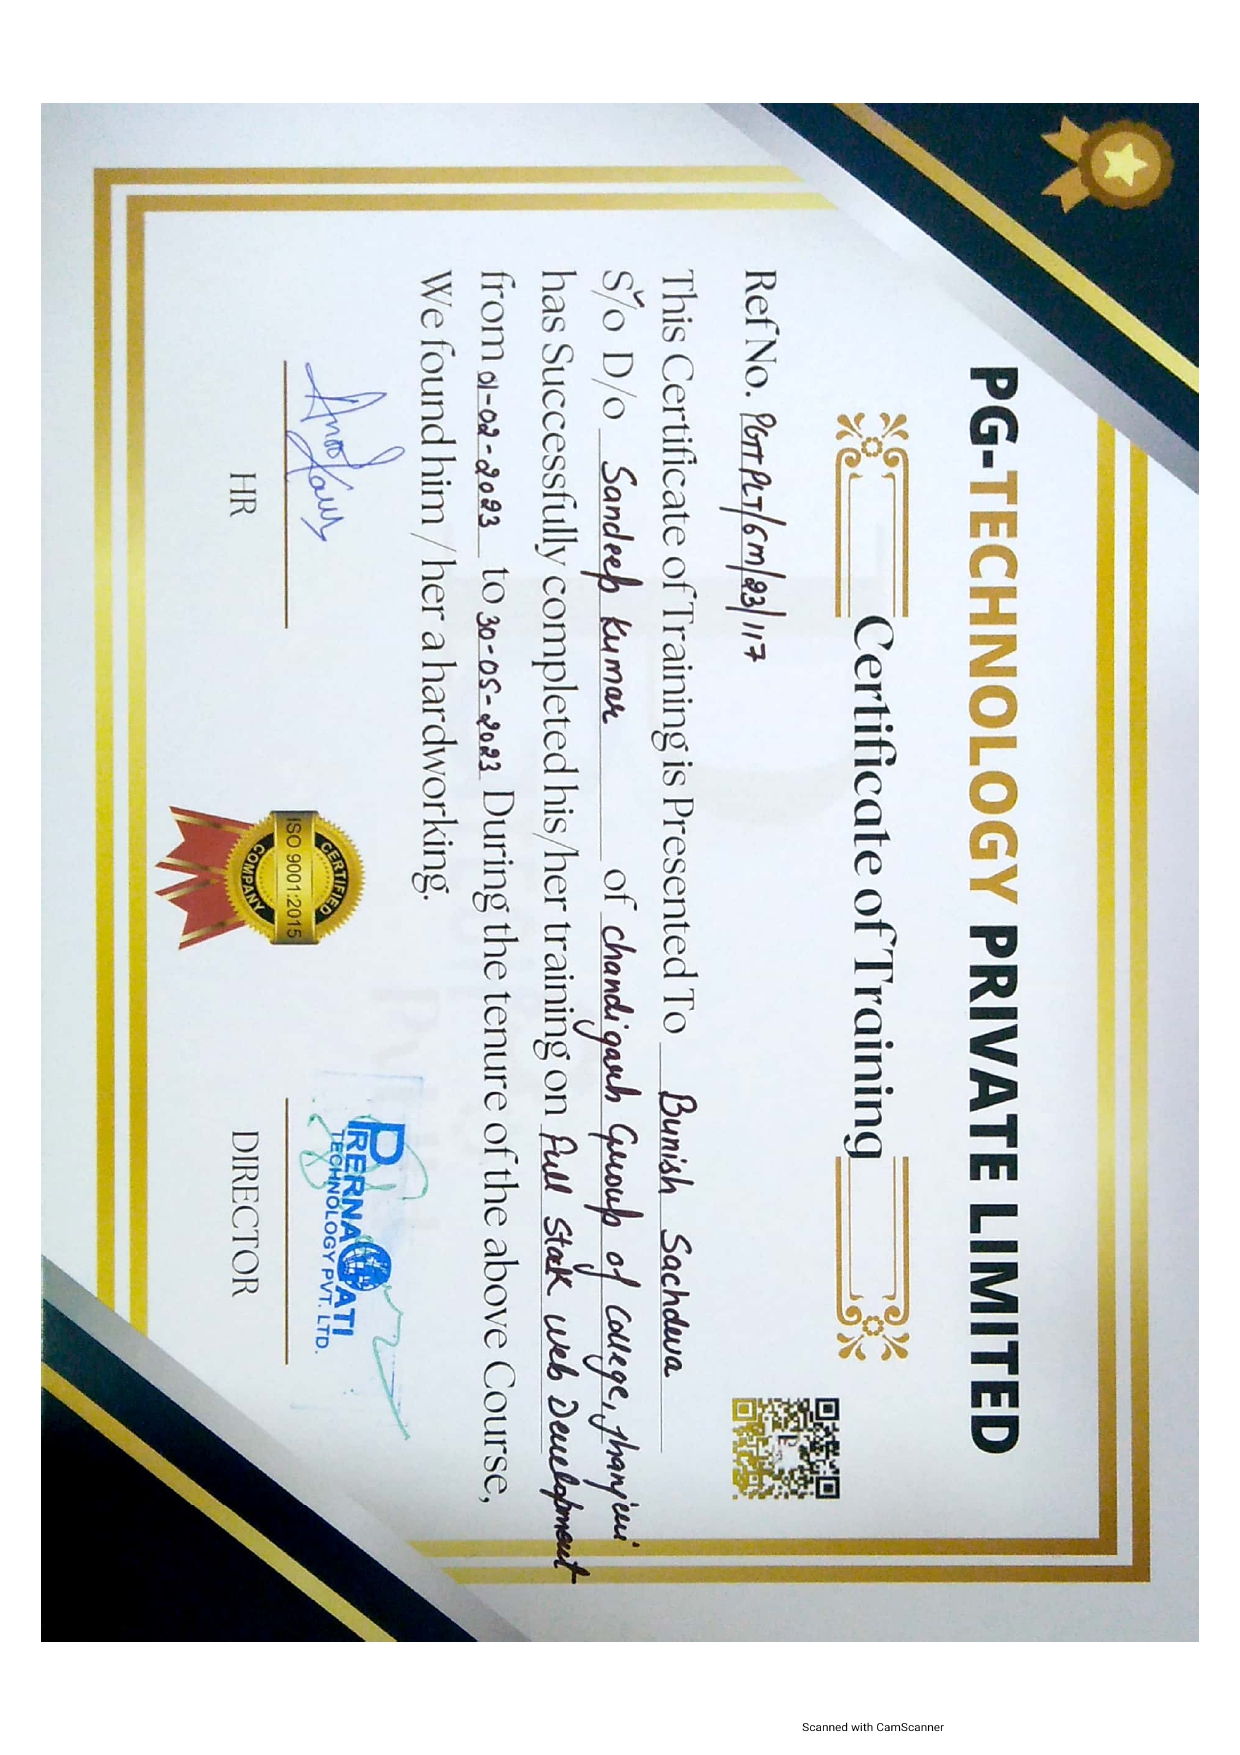 PG-TECHNOLOGY PRIVATE LIMITED
Certificate of Training
Ref No. PGTPLT/6m/23/117
This Certificate of Training is Presented To Bunish Sachdeva
S/o D/o Sandeep Kumar of chandigarh Group of College, Jhanjeri
has Successfully completed his/her training on Full Stack Web Development
from 01-02-2023 to 30-05-2023 During the tenure of the above Course,
We found him / her a hardworking.
HR
CERTIFIED
ISO 9001:2015
COMPANY
PRERNA GATI
TECHNOLOGY PVT. LTD.
DIRECTOR
Scanned with CamScanner